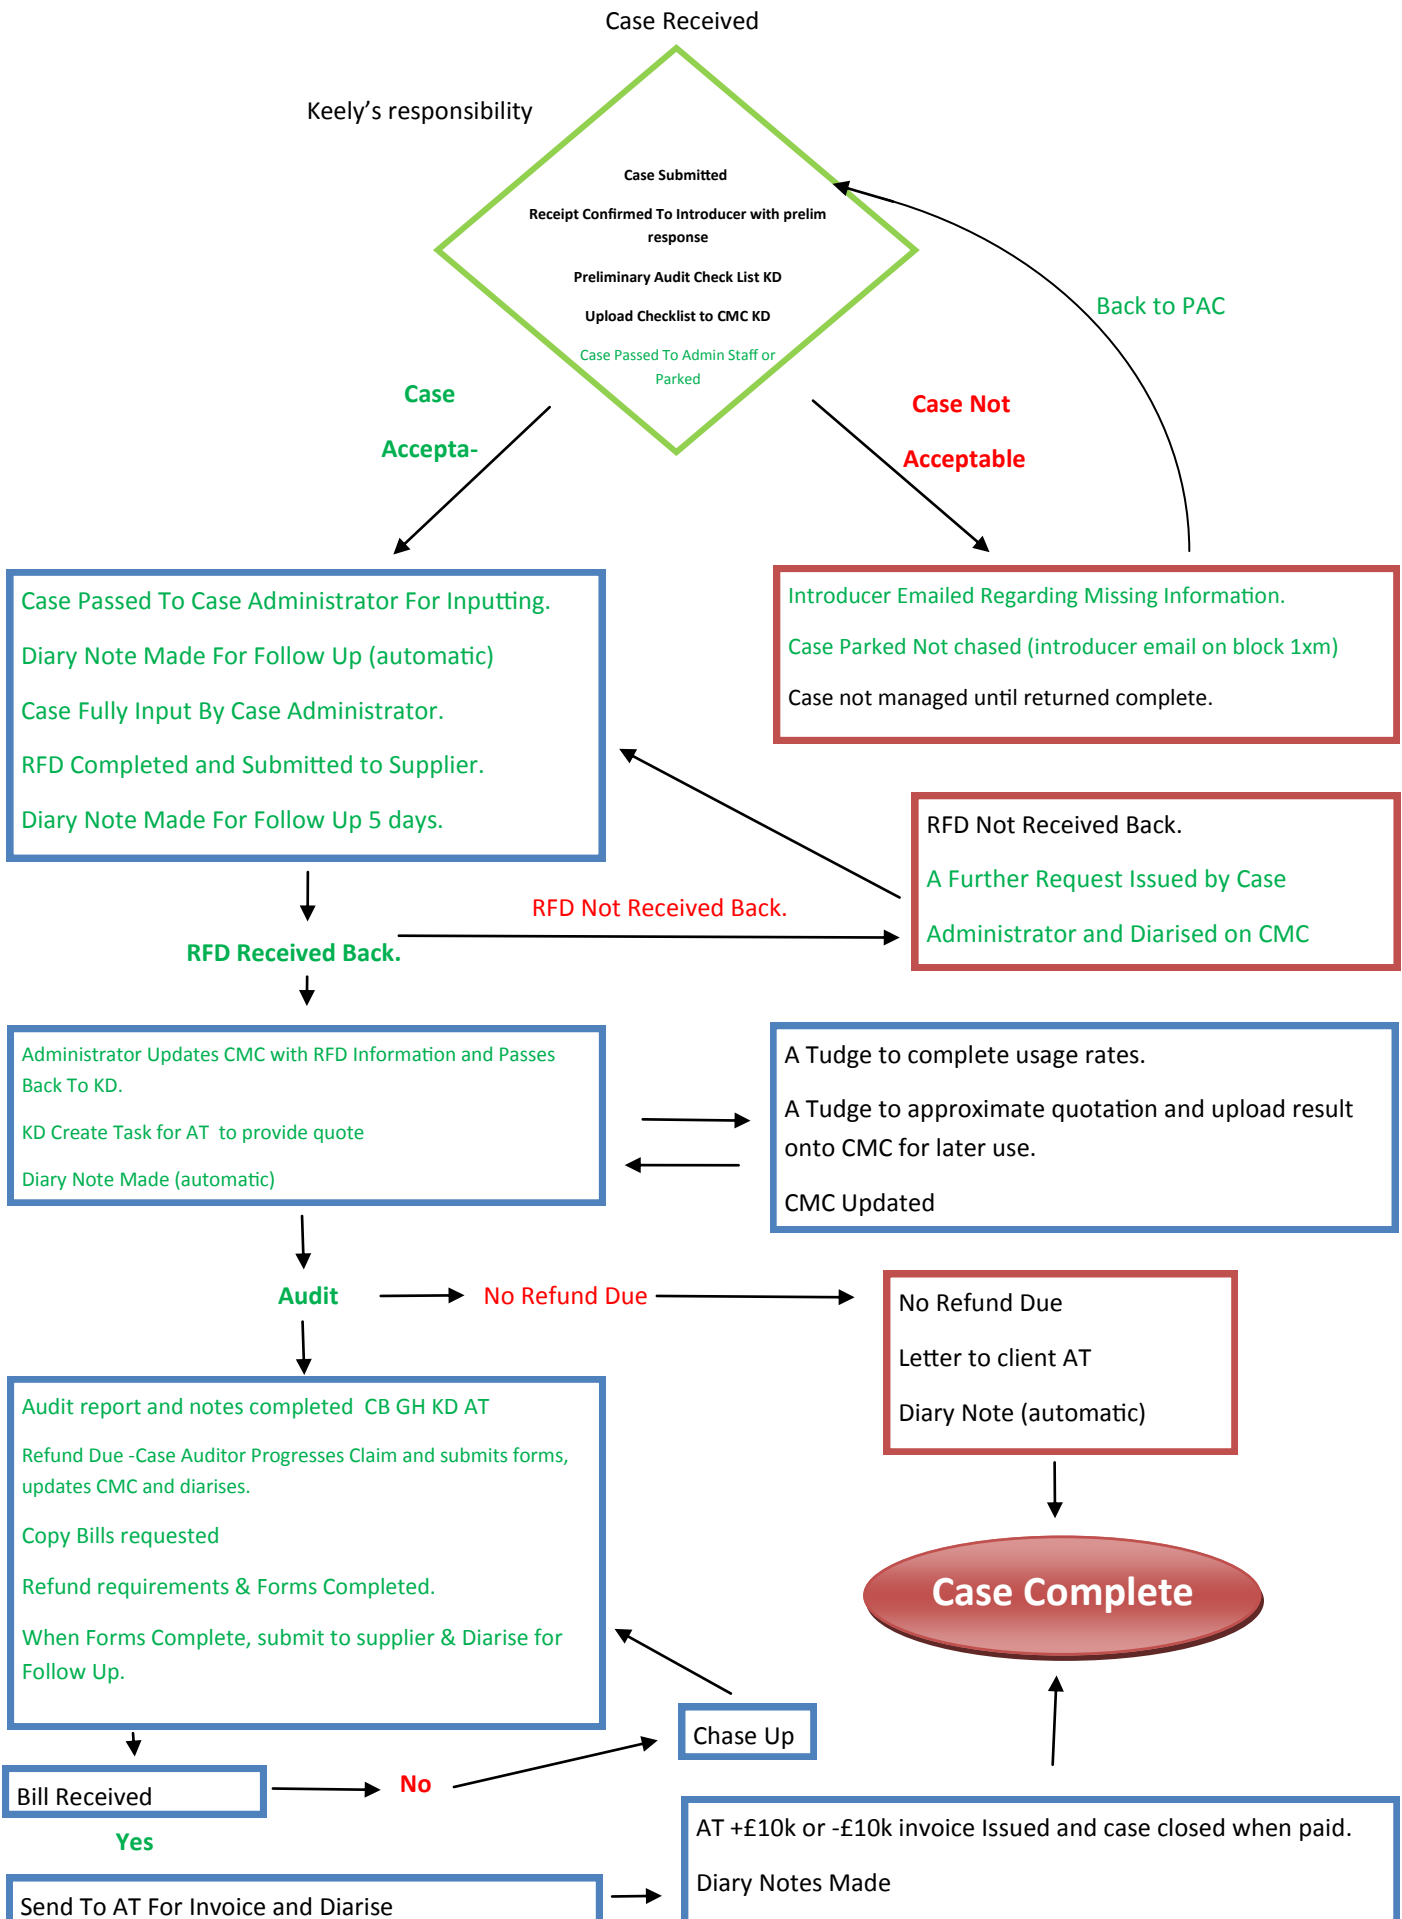 Case Received
Keely’s responsibility
Case Submitted
Receipt Confirmed To Introducer with prelim
response
Preliminary Audit Check List KD
Upload Checklist to CMC KD
Case Passed To Admin Staff or
Parked
Back to PAC
Case
Accepta-
Case Not
Acceptable
Case Passed To Case Administrator For Inputting.
Diary Note Made For Follow Up (automatic)
Case Fully Input By Case Administrator.
RFD Completed and Submitted to Supplier.
Diary Note Made For Follow Up 5 days.
Introducer Emailed Regarding Missing Information.
Case Parked Not chased (introducer email on block 1xm)
Case not managed until returned complete.
RFD Not Received Back.
A Further Request Issued by Case
Administrator and Diarised on CMC
RFD Not Received Back.
RFD Received Back.
Administrator Updates CMC with RFD Information and Passes
Back To KD.
KD Create Task for AT  to provide quote
Diary Note Made (automatic)
A Tudge to complete usage rates.
A Tudge to approximate quotation and upload result
onto CMC for later use.
CMC Updated
Audit
No Refund Due
No Refund Due
Letter to client AT
Diary Note (automatic)
Audit report and notes completed  CB GH KD AT
Refund Due -Case Auditor Progresses Claim and submits forms,
updates CMC and diarises.
Copy Bills requested
Refund requirements & Forms Completed.
When Forms Complete, submit to supplier & Diarise for
Follow Up.
Case Complete
Chase Up
Bill Received
No
Yes
AT +£10k or -£10k invoice Issued and case closed when paid.
Diary Notes Made
Send To AT For Invoice and Diarise